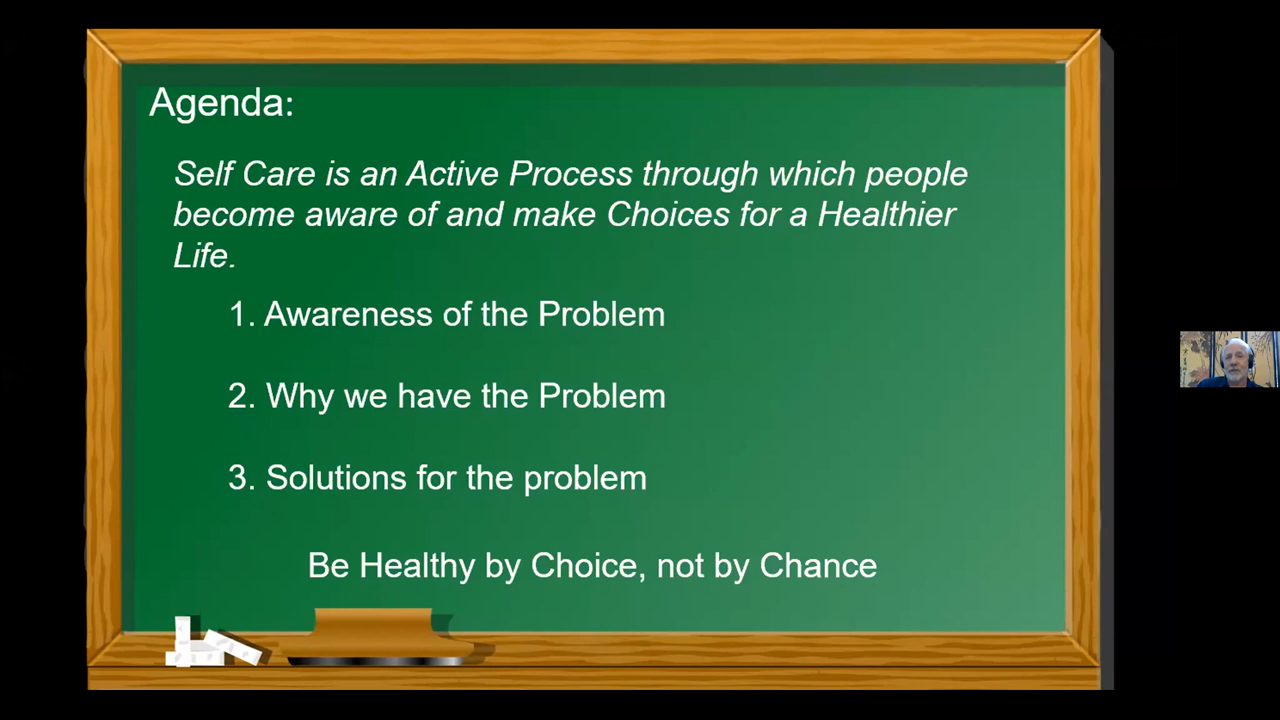 Agenda:
Self Care is an Active Process through which people
become aware of and make Choices for a Healthier
Life.
1. Awareness of the Problem
2. Why we have the Problem
3. Solutions for the problem
Be Healthy by Choice, not by Chance